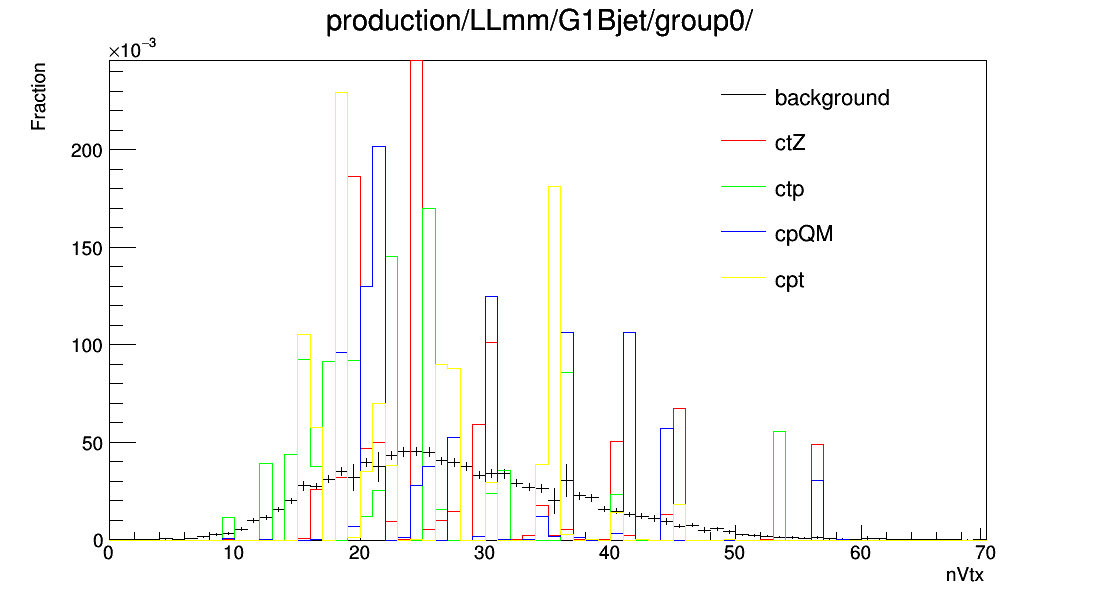 production/LLmm/G1Bjet/group0/
×10⁻³
Fraction
background
ctZ
ctp
cpQM
cpt
200
150
100
50
0
0 10 20 30 40 50 60 70
nVtx